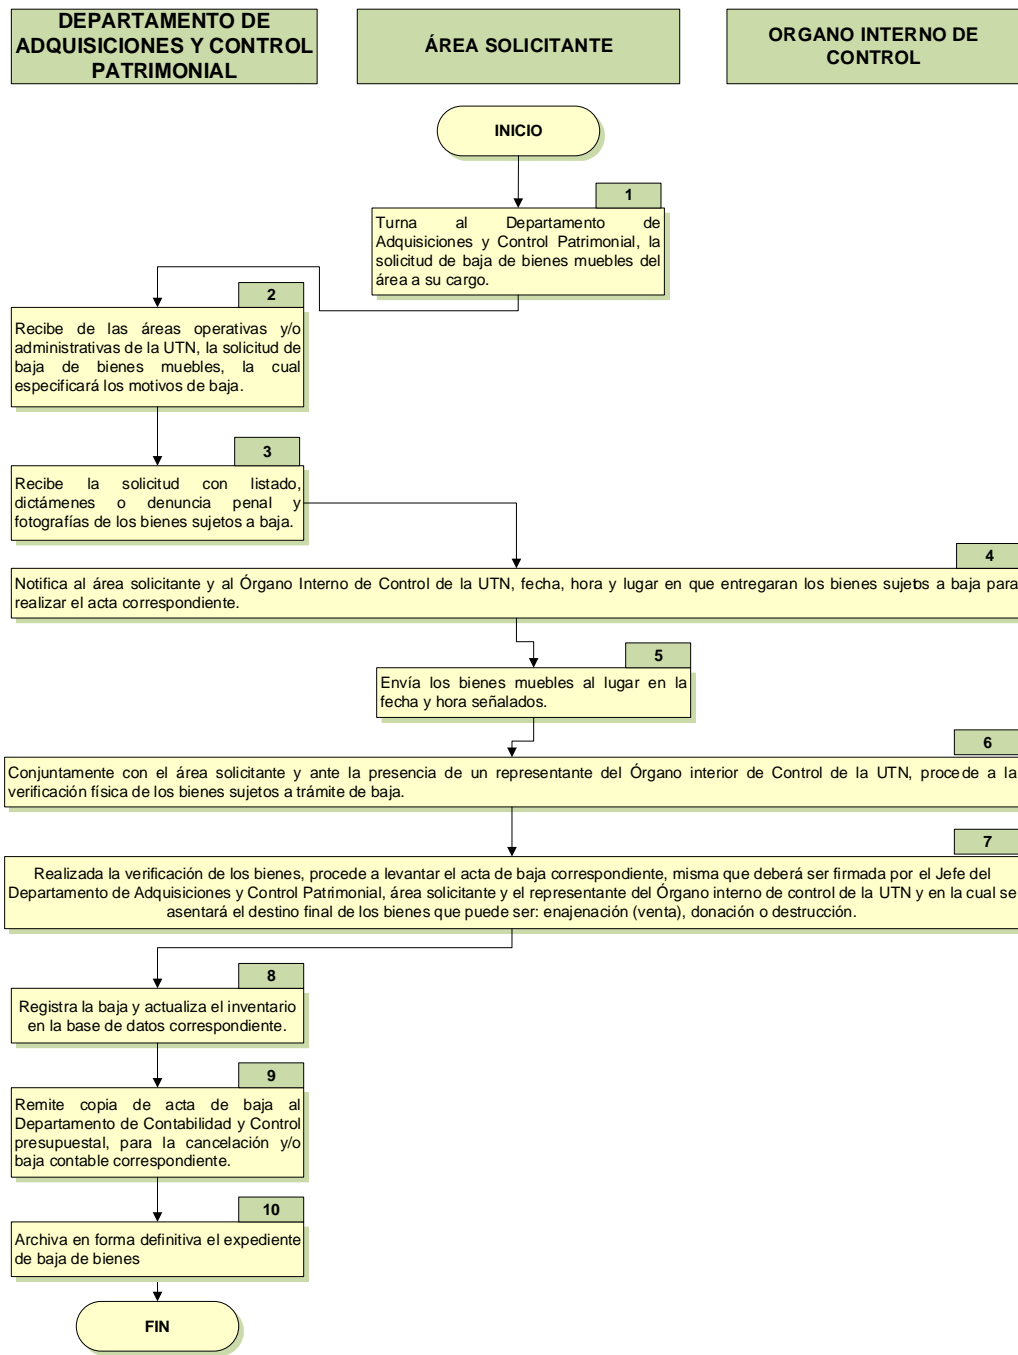 DEPARTAMENTO DE
ADQUISICIONES Y CONTROL
PATRIMONIAL
ÁREA SOLICITANTE
ORGANO INTERNO DE
CONTROL
INICIO
1
Turna al Departamento de
Adquisiciones y Control Patrimonial, la
solicitud de baja de bienes muebles del
área a su cargo.
2
Recibe de las áreas operativas y/o
administrativas de la UTN, la solicitud de
baja de bienes muebles, la cual
especificará los motivos de baja.
3
Recibe la solicitud con listado,
dictámenes o denuncia penal y
fotografías de los bienes sujetos a baja.
4
Notifica al área solicitante y al Órgano Interno de Control de la UTN, fecha, hora y lugar en que entregaran los bienes sujetos a baja para
realizar el acta correspondiente.
5
Envía los bienes muebles al lugar en la
fecha y hora señalados.
6
Conjuntamente con el área solicitante y ante la presencia de un representante del Órgano interior de Control de la UTN, procede a la
verificación física de los bienes sujetos a trámite de baja.
7
Realizada la verificación de los bienes, procede a levantar el acta de baja correspondiente, misma que deberá ser firmada por el Jefe del
Departamento de Adquisiciones y Control Patrimonial, área solicitante y el representante del Órgano interno de control de la UTN y en la cual se
asentará el destino final de los bienes que puede ser: enajenación (venta), donación o destrucción.
8
Registra la baja y actualiza el inventario
en la base de datos correspondiente.
9
Remite copia de acta de baja al
Departamento de Contabilidad y Control
presupuestal, para la cancelación y/o
baja contable correspondiente.
10
Archiva en forma definitiva el expediente
de baja de bienes
FIN